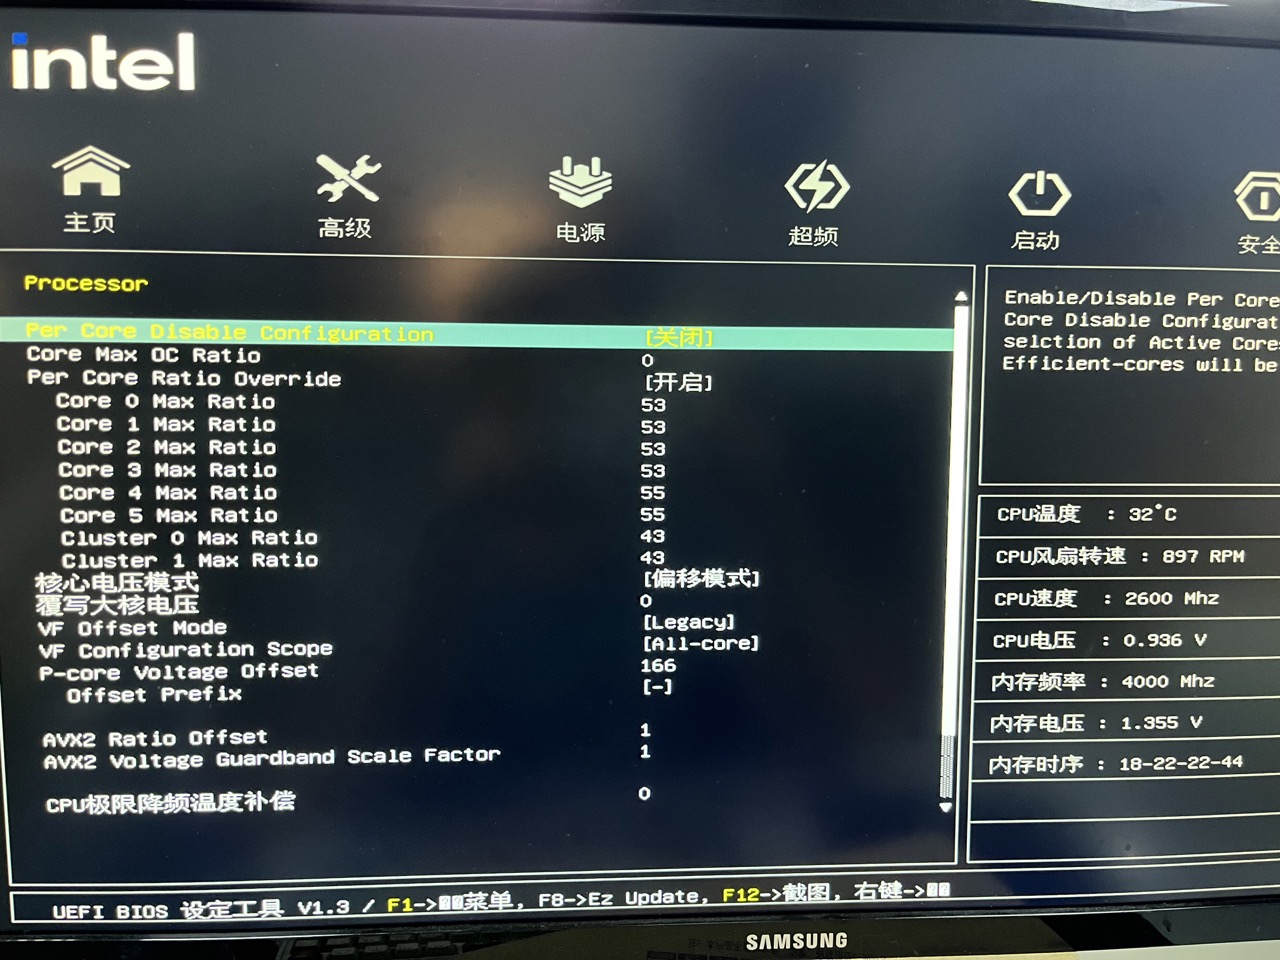 intel
主页
高级
电源
超频
启动
安全
Processor
Per Core Disable Configuration [关闭]
Core Max OC Ratio 0
Per Core Ratio Override [开启]
Core 0 Max Ratio 53
Core 1 Max Ratio 53
Core 2 Max Ratio 53
Core 3 Max Ratio 53
Core 4 Max Ratio 55
Core 5 Max Ratio 55
Cluster 0 Max Ratio 43
Cluster 1 Max Ratio 43
核心电压模式 [偏移模式]
覆写大核电压 0
VF Offset Mode [Legacy]
VF Configuration Scope [All-core]
P-core Voltage Offset 166
Offset Prefix [-]
AVX2 Ratio Offset 1
AVX2 Voltage Guardband Scale Factor 1
CPU极限降频温度补偿 0
Enable/Disable Per Core
Core Disable Configurat
selction of Active Core
Efficient-cores will be
CPU温度 : 32°C
CPU风扇转速 : 897 RPM
CPU速度 : 2600 Mhz
CPU电压 : 0.936 V
内存频率 : 4000 Mhz
内存电压 : 1.355 V
内存时序 : 18-22-22-44
UEFI BIOS 设定工具 V1.3 / F1->菜单, F8->Ez Update, F12->截图, 右键->
SAMSUNG